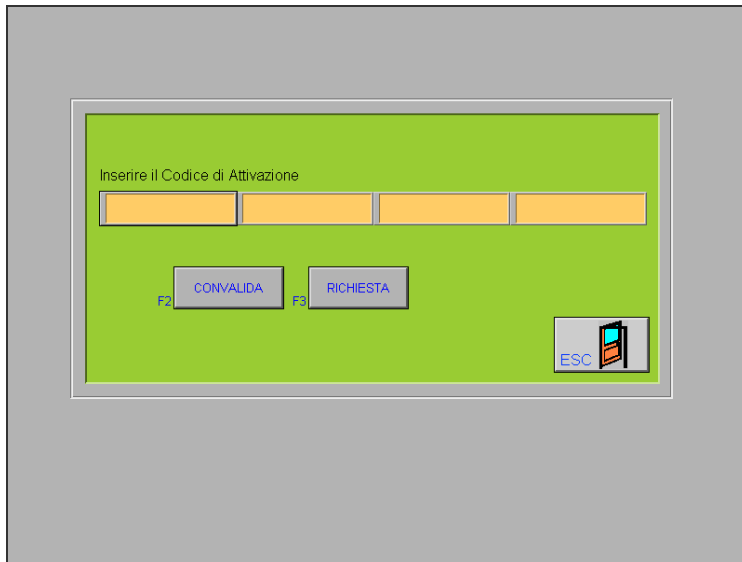 Inserire il Codice di Attivazione
F2 CONVALIDA F3 RICHIESTA
ESC